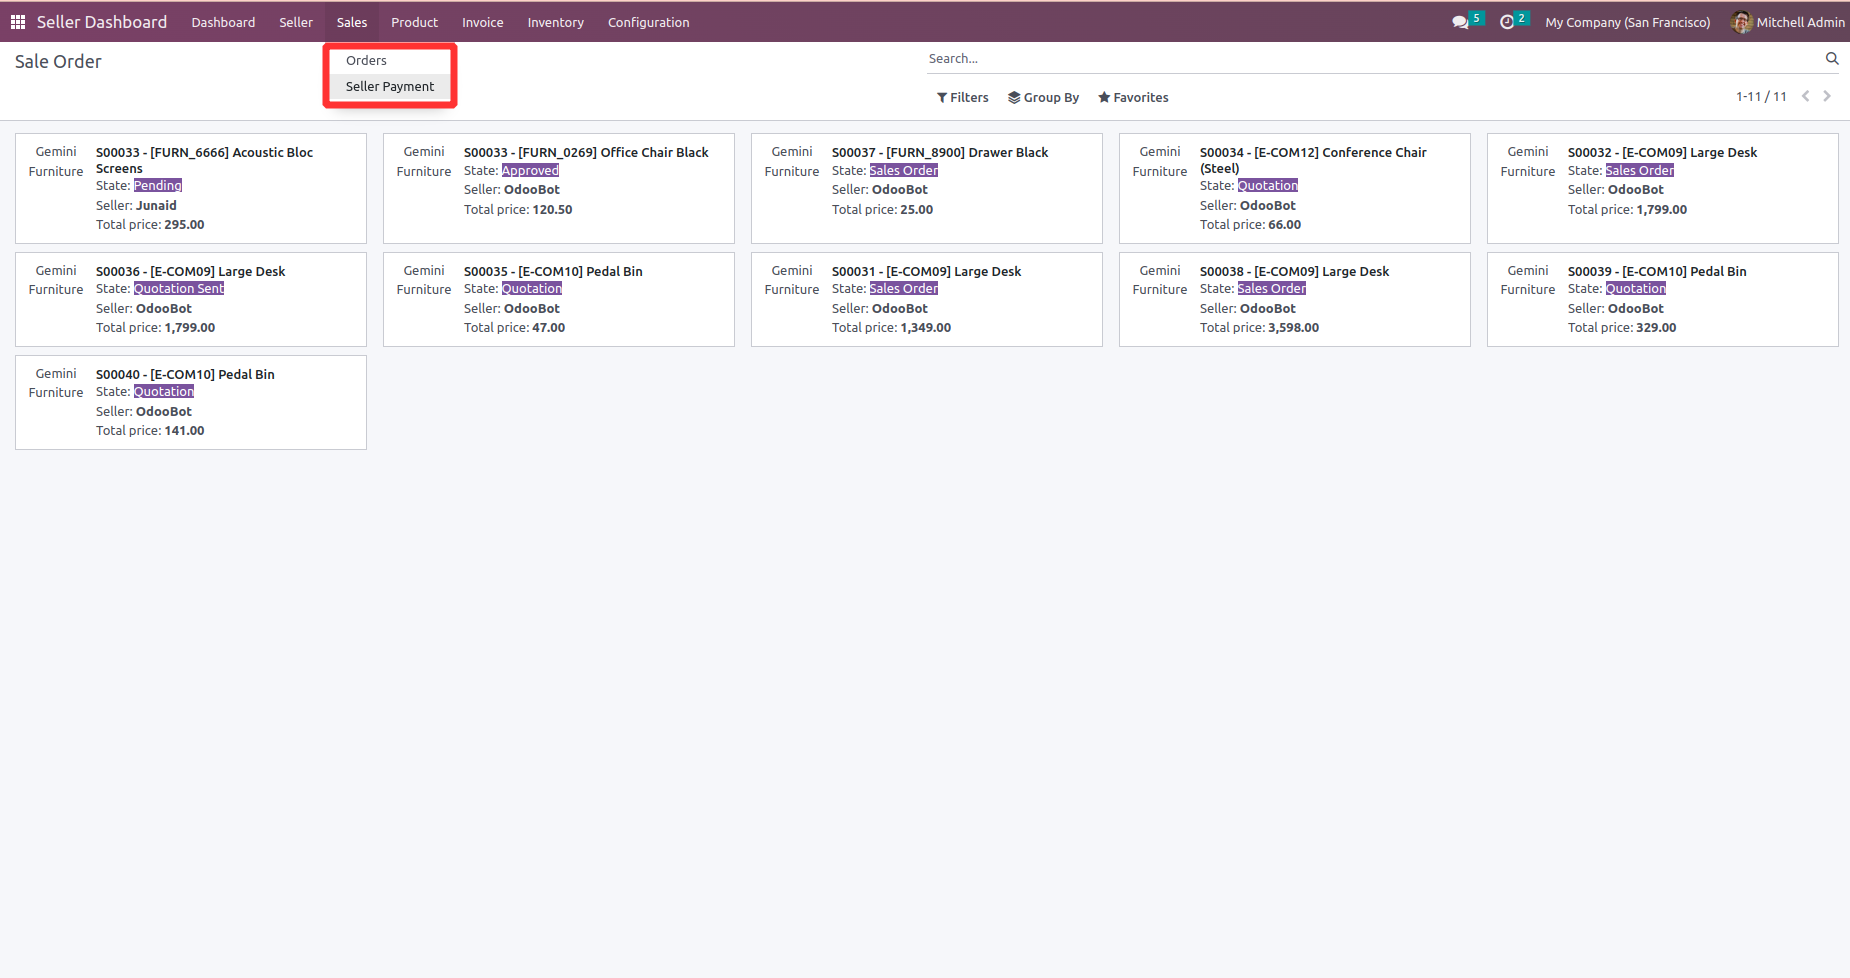 Seller Dashboard Dashboard Seller Sales Product Invoice Inventory Configuration 5 2 My Company (San Francisco) Mitchell Admin
Sale Order
Orders
Seller Payment
Search...
Filters Group By Favorites
1-11 / 11
Gemini
Furniture
S00033 - [FURN_6666] Acoustic Bloc
Screens
State: Pending
Seller: Junaid
Total price: 295.00
Gemini
Furniture
S00033 - [FURN_0269] Office Chair Black
State: Approved
Seller: OdooBot
Total price: 120.50
Gemini
Furniture
S00037 - [FURN_8900] Drawer Black
State: Sales Order
Seller: OdooBot
Total price: 25.00
Gemini
Furniture
S00034 - [E-COM12] Conference Chair
(Steel)
State: Quotation
Seller: OdooBot
Total price: 66.00
Gemini
Furniture
S00032 - [E-COM09] Large Desk
State: Sales Order
Seller: OdooBot
Total price: 1,799.00
Gemini
Furniture
S00036 - [E-COM09] Large Desk
State: Quotation Sent
Seller: OdooBot
Total price: 1,799.00
Gemini
Furniture
S00035 - [E-COM10] Pedal Bin
State: Quotation
Seller: OdooBot
Total price: 47.00
Gemini
Furniture
S00031 - [E-COM09] Large Desk
State: Sales Order
Seller: OdooBot
Total price: 1,349.00
Gemini
Furniture
S00038 - [E-COM09] Large Desk
State: Sales Order
Seller: OdooBot
Total price: 3,598.00
Gemini
Furniture
S00039 - [E-COM10] Pedal Bin
State: Quotation
Seller: OdooBot
Total price: 329.00
Gemini
Furniture
S00040 - [E-COM10] Pedal Bin
State: Quotation
Seller: OdooBot
Total price: 141.00